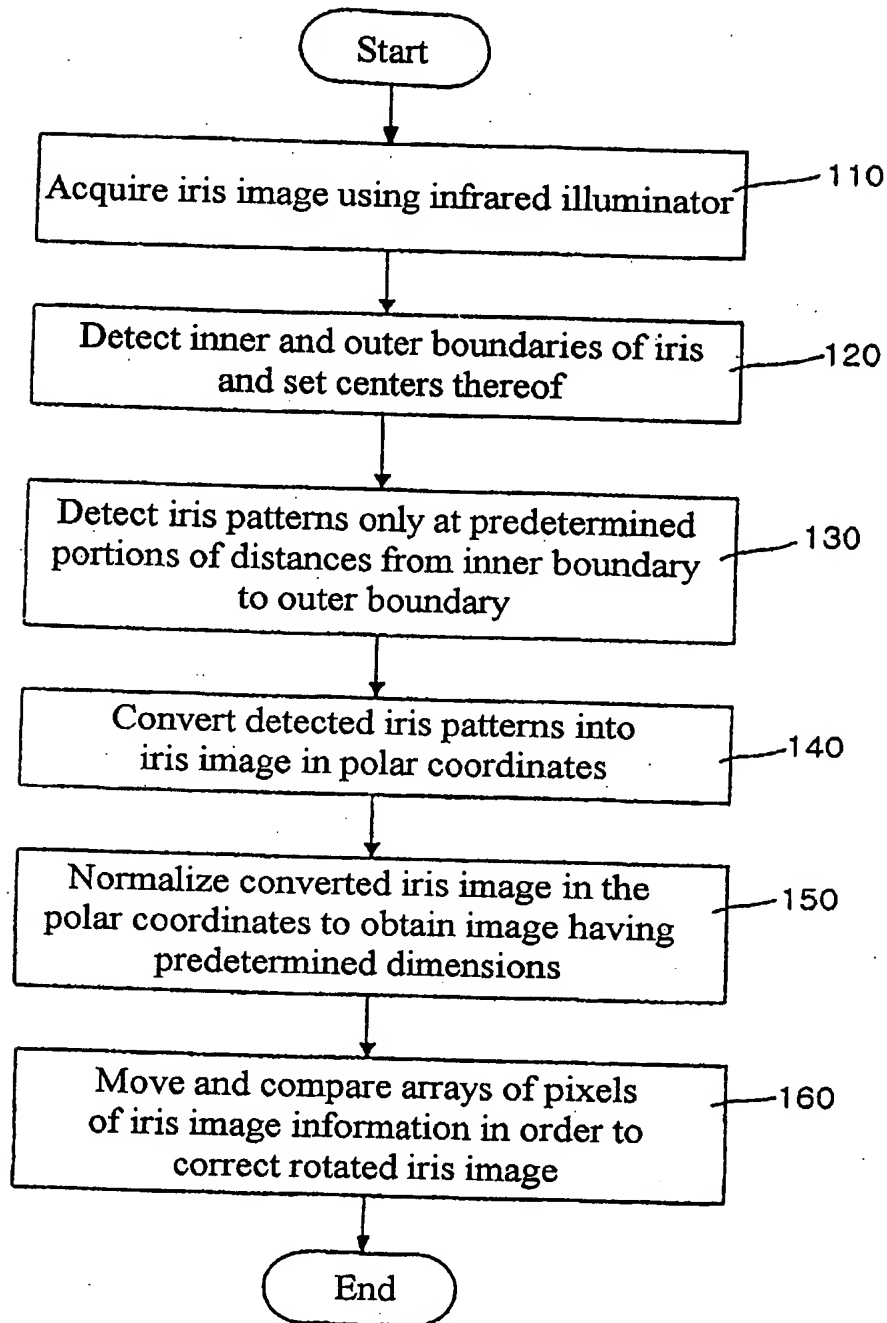 Start
Acquire iris image using infrared illuminator
110
Detect inner and outer boundaries of iris
and set centers thereof
120
Detect iris patterns only at predetermined
portions of distances from inner boundary
to outer boundary
130
Convert detected iris patterns into
iris image in polar coordinates
140
Normalize converted iris image in the
polar coordinates to obtain image having
predetermined dimensions
150
Move and compare arrays of pixels
of iris image information in order to
correct rotated iris image
160
End